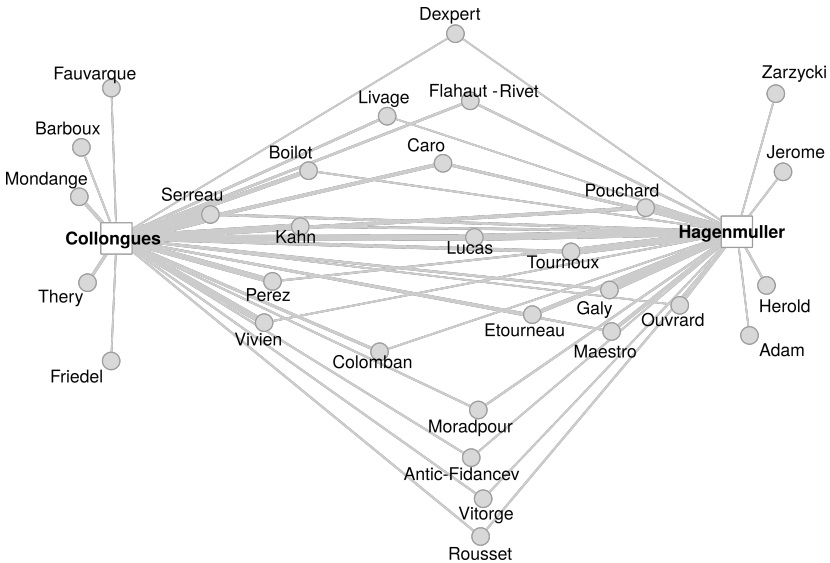 Dexpert
Fauvarque
Zarzycki
Livage
Flahaut -Rivet
Barboux
Boilot
Caro
Jerome
Mondange
Serreau
Pouchard
Collongues
Kahn
Lucas
Hagenmuller
Tournoux
Thery
Perez
Galy
Herold
Vivien
Etourneau
Ouvrard
Colomban
Maestro
Adam
Friedel
Moradpour
Antic-Fidancev
Vitorge
Rousset